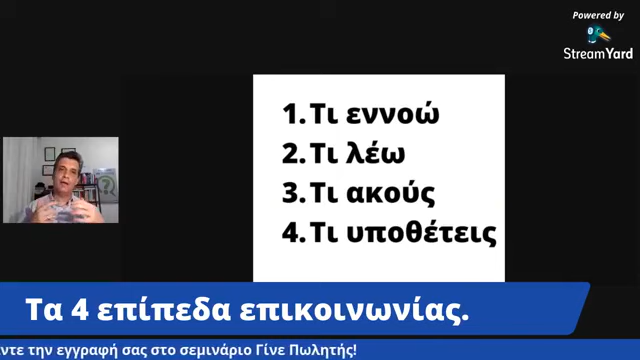 Powered by
StreamYard
1. Τι εννοώ
2. Τι λέω
3. Τι ακούς
4. Τι υποθέτεις
Τα 4 επίπεδα επικοινωνίας.
την εγγραφή σας στο σεμινάριο Γίνε Πωλητής!